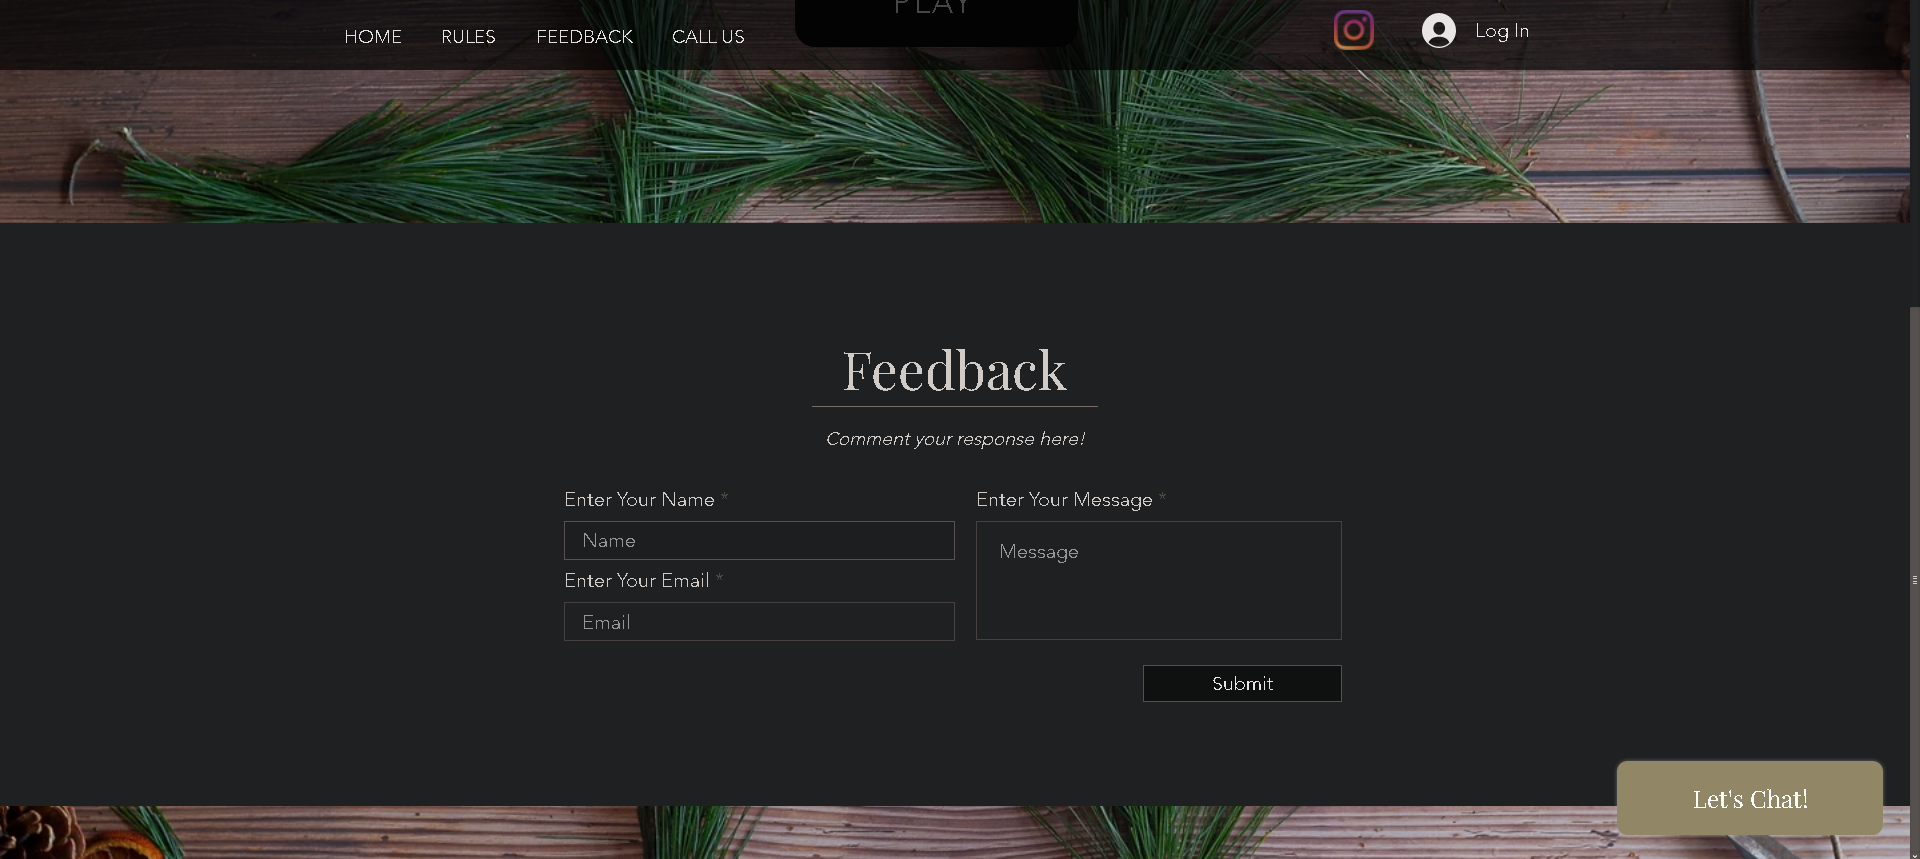 PLAY
HOME RULES FEEDBACK CALL US Log In
Feedback
Comment your response here!
Enter Your Name *
Name
Enter Your Email *
Email
Enter Your Message *
Message
Submit
Let's Chat!